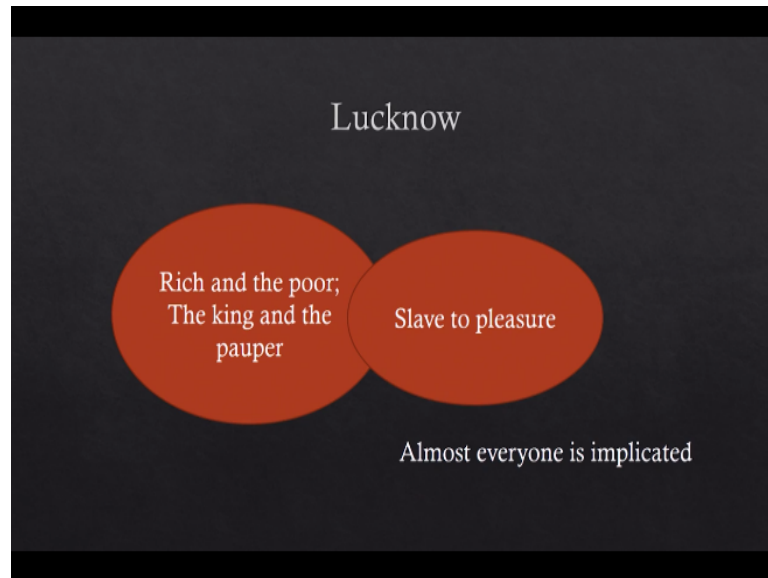 Lucknow
Rich and the poor;
The king and the
pauper
Slave to pleasure
Almost everyone is implicated